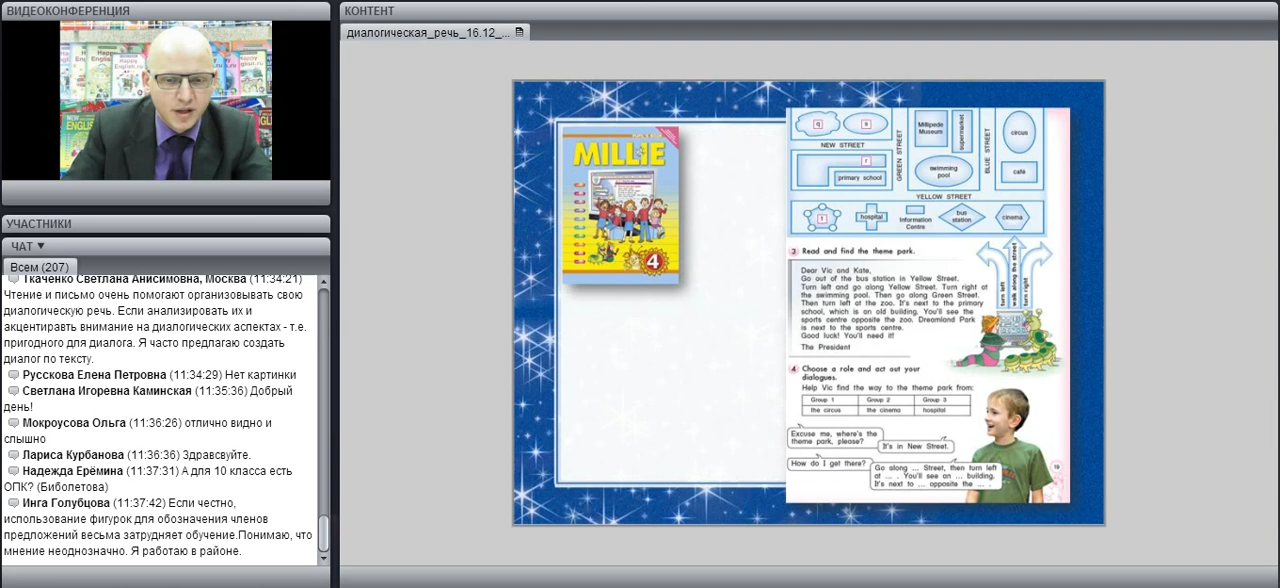 ВИДЕОКОНФЕРЕНЦИЯ
Happy English.ru
Happy
NEW
ENGLISH
УЧАСТНИКИ
ЧАТ ▼
Всем (207)
Ткаченко Светлана Анисимовна, Москва (11:34:21)
Чтение и письмо очень помогают организовывать свою
диалогическую речь. Если анализировать их и
акцентиравть внимание на диалогических аспектах - т.е.
пригодного для диалога.Я часто предлагаю создать
диалог по тексту.
Русскова Елена Петровна (11:34:29) Нет картинки
Светлана Игоревна Каминская (11:35:36) Добрый
день!
Мокроусова Ольга (11:36:26) отлично видно и
слышно
Лариса Курбанова (11:36:36) Здравствуйте.
Надежда Ерёмина (11:37:31) А для 10 класса есть
ОПК? (Биболетова)
Инга Голубцова (11:37:42) Если честно,
использование фигурок для обозначения членов
предложений весьма затрудняет обучение.Понимаю, что
мнение неоднозначно. Я работаю в районе.
КОНТЕНТ
диалогическая_речь_16.12_...
MILLIE
4
q
s
NEW STREET
r
primary school
GREEN STREET
Millipede
Museum
supermarket
swimming
pool
BLUE STREET
circus
café
YELLOW STREET
t
hospital
Information
Centre
bus
station
cinema
3 Read and find the theme park.
Dear Vic and Kate,
Go out of the bus station in Yellow Street.
Turn left and go along Yellow Street. Turn right at
the swimming pool. Then go along Green Street.
Then turn left at the zoo. It's next to the primary
school, which is an old building. You'll see the
sports centre opposite the zoo. Dreamland Park
is next to the sports centre.
Good luck! You'll need it!
The President
turn left
walk along the street
turn right
4 Choose a role and act out your
dialogues.
Help Vic find the way to the theme park from:
Group 1 Group 2 Group 3
the circus the cinema hospital
Excuse me, where's the
theme park, please?
It's in New Street.
How do I get there?
Go along ... Street, then turn left
at ... . You'll see an ... building.
It's next to ... opposite the ... .
19